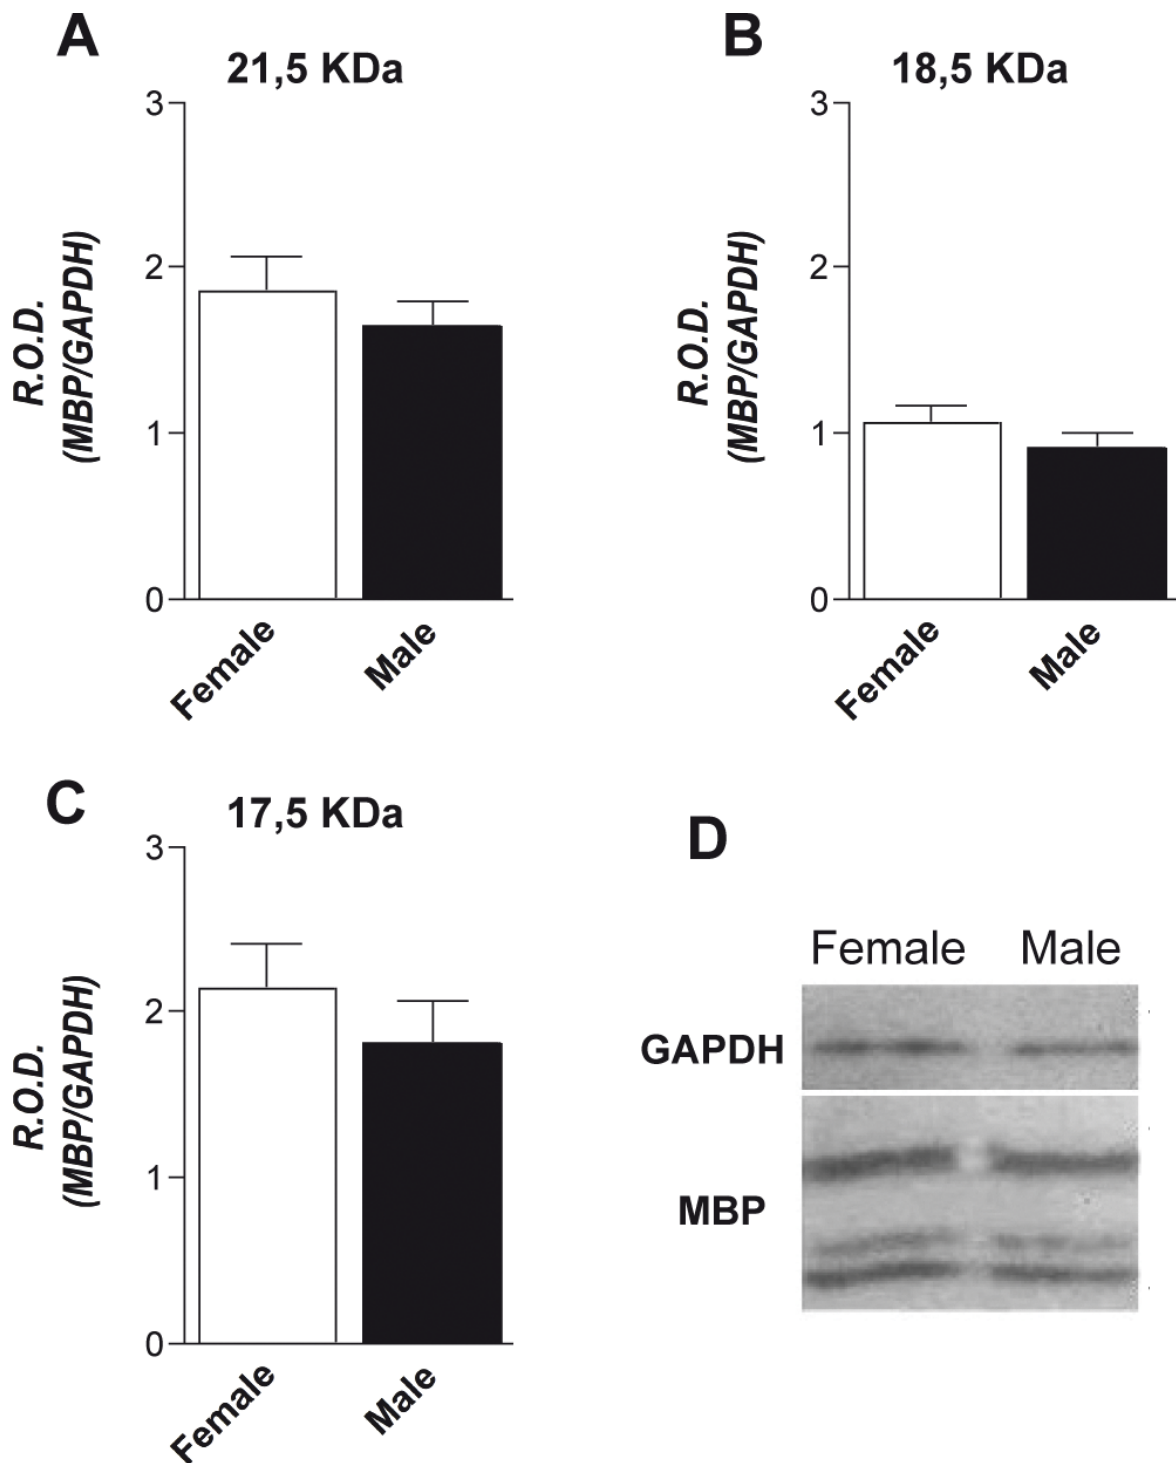 A
21,5 KDa
3
2
1
0
R.O.D.
(MBP/GAPDH)
Female
Male
B
18,5 KDa
3
2
1
0
R.O.D.
(MBP/GAPDH)
Female
Male
C
17,5 KDa
3
2
1
0
R.O.D.
(MBP/GAPDH)
Female
Male
D
Female Male
GAPDH
MBP